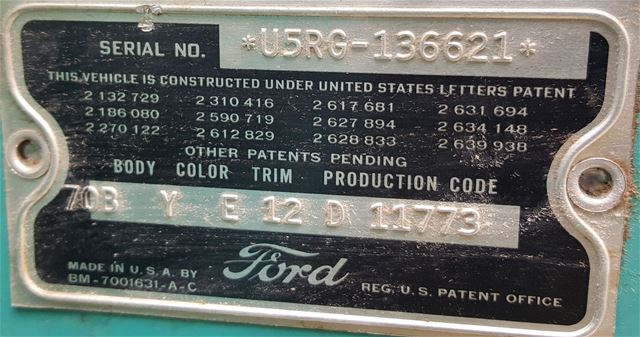 SERIAL NO. *U5RG-136621*
THIS VEHICLE IS CONSTRUCTED UNDER UNITED STATES LETTERS PATENT
2 132 729 2 310 416 2 617 681 2 631 694
2 186 080 2 590 719 2 627 894 2 634 148
2 270 122 2 612 829 2 628 833 2 639 938
OTHER PATENTS PENDING
BODY COLOR TRIM PRODUCTION CODE
70B Y E 12 D 11773
MADE IN U.S.A. BY
BM-7001631-A-C
Ford
REG. U.S. PATENT OFFICE